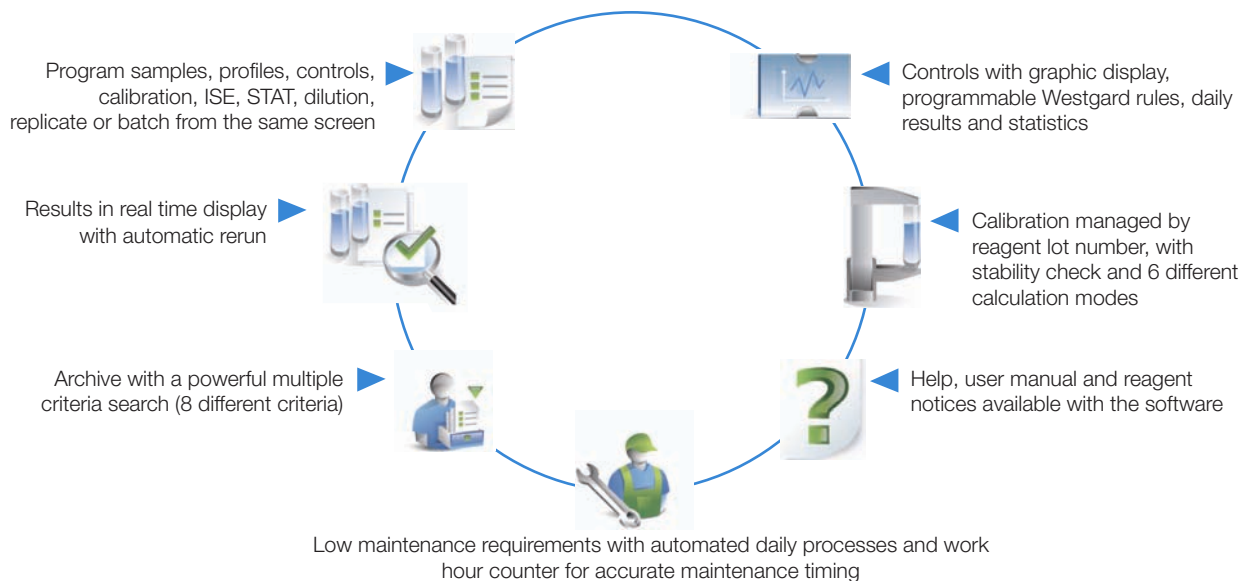 Program samples, profiles, controls,
calibration, ISE, STAT, dilution,
replicate or batch from the same screen
Controls with graphic display,
programmable Westgard rules, daily
results and statistics
Results in real time display
with automatic rerun
Calibration managed by
reagent lot number, with
stability check and 6 different
calculation modes
Archive with a powerful multiple
criteria search (8 different criteria)
Help, user manual and reagent
notices available with the software
Low maintenance requirements with automated daily processes and work
hour counter for accurate maintenance timing